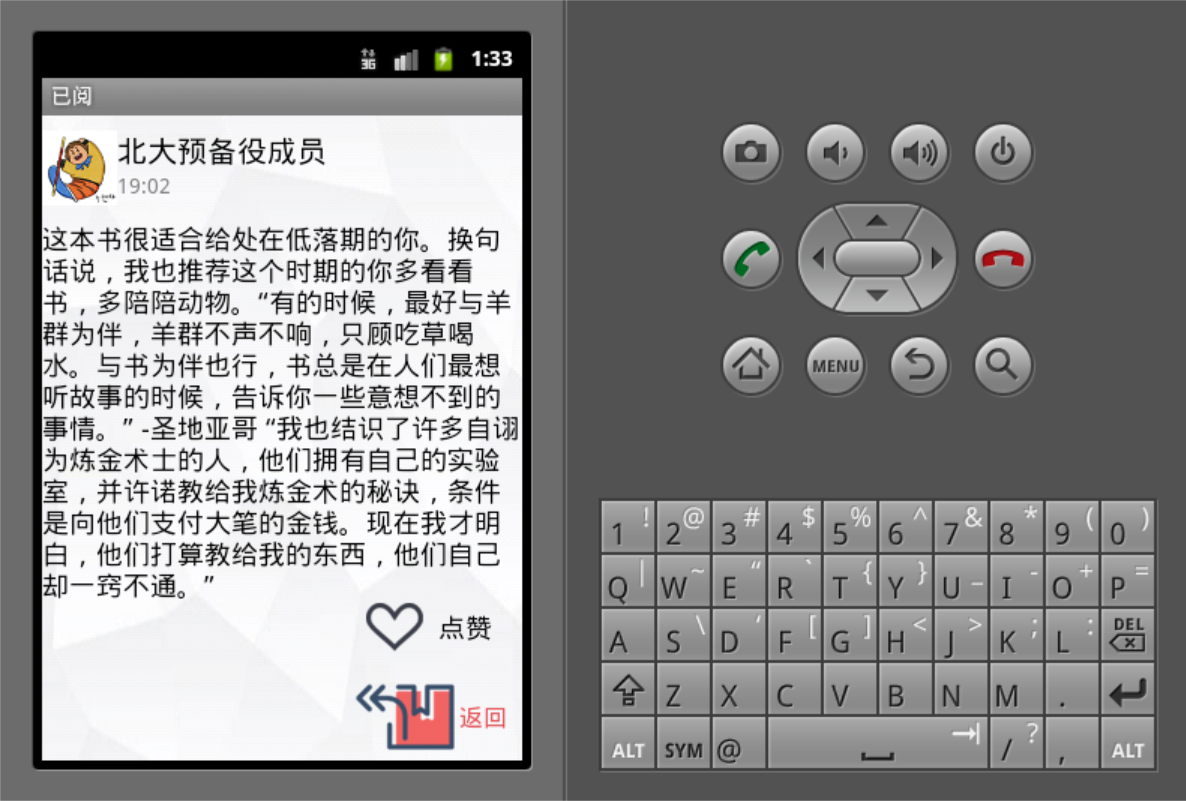 3G 1:33
已阅
北大预备役成员
19:02
这本书很适合给处在低落期的你。换句
话说，我也推荐这个时期的你多看看
书，多陪陪动物。“有的时候，最好与羊
群为伴，羊群不声不响，只顾吃草喝
水。与书为伴也行，书总是在人们最想
听故事的时候，告诉你一些意想不到的
事情。” -圣地亚哥 “我也结识了许多自诩
为炼金术士的人，他们拥有自己的实验
室，并许诺教给我炼金术的秘诀，条件
是向他们支付大笔的金钱。现在我才明
白，他们打算教给我的东西，他们自己
却一窍不通。”
点赞
返回
MENU
1 ! 2 @ 3 # 4 $ 5 % 6 ^ 7 & 8 * 9 ( 0 )
Q | W ~ E “ R ` T { Y } U _ I - O + P =
A S \ D ‘ F [ G ] H < J > K ; L : DEL
Z X C V B N M .
ALT SYM @ / ? , ALT